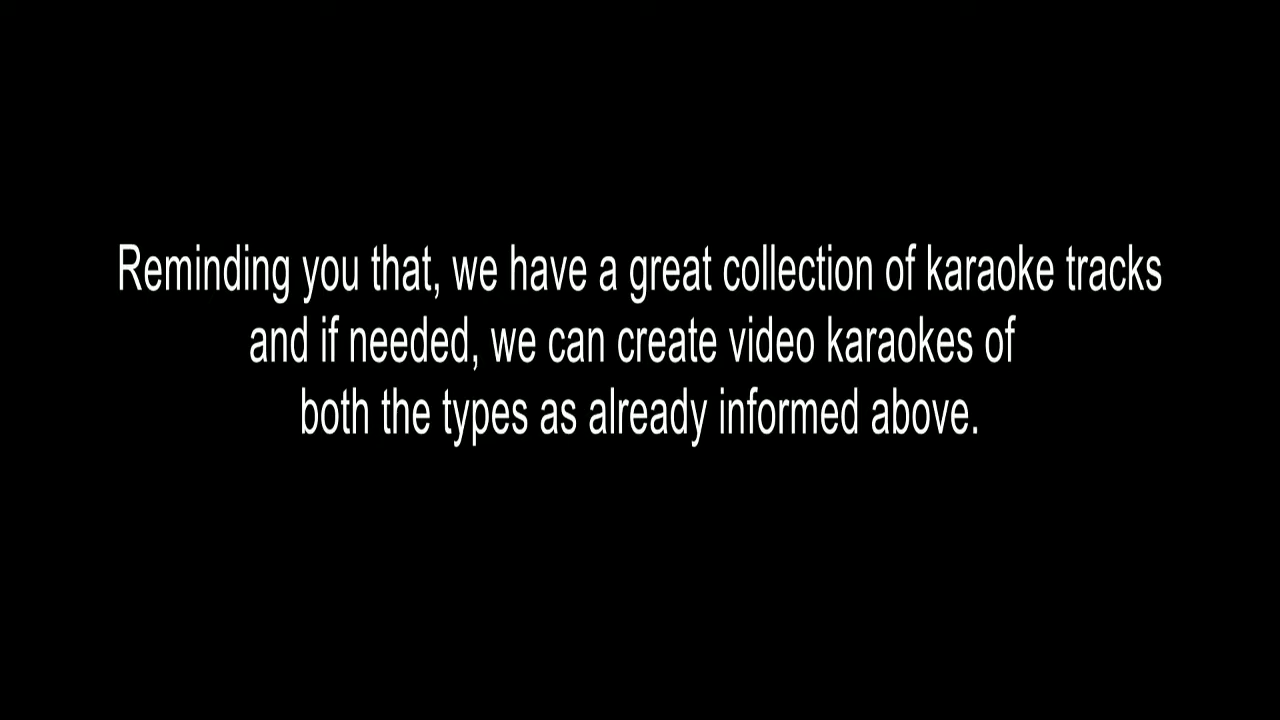 Reminding you that, we have a great collection of karaoke tracks
and if needed, we can create video karaokes of
both the types as already informed above.